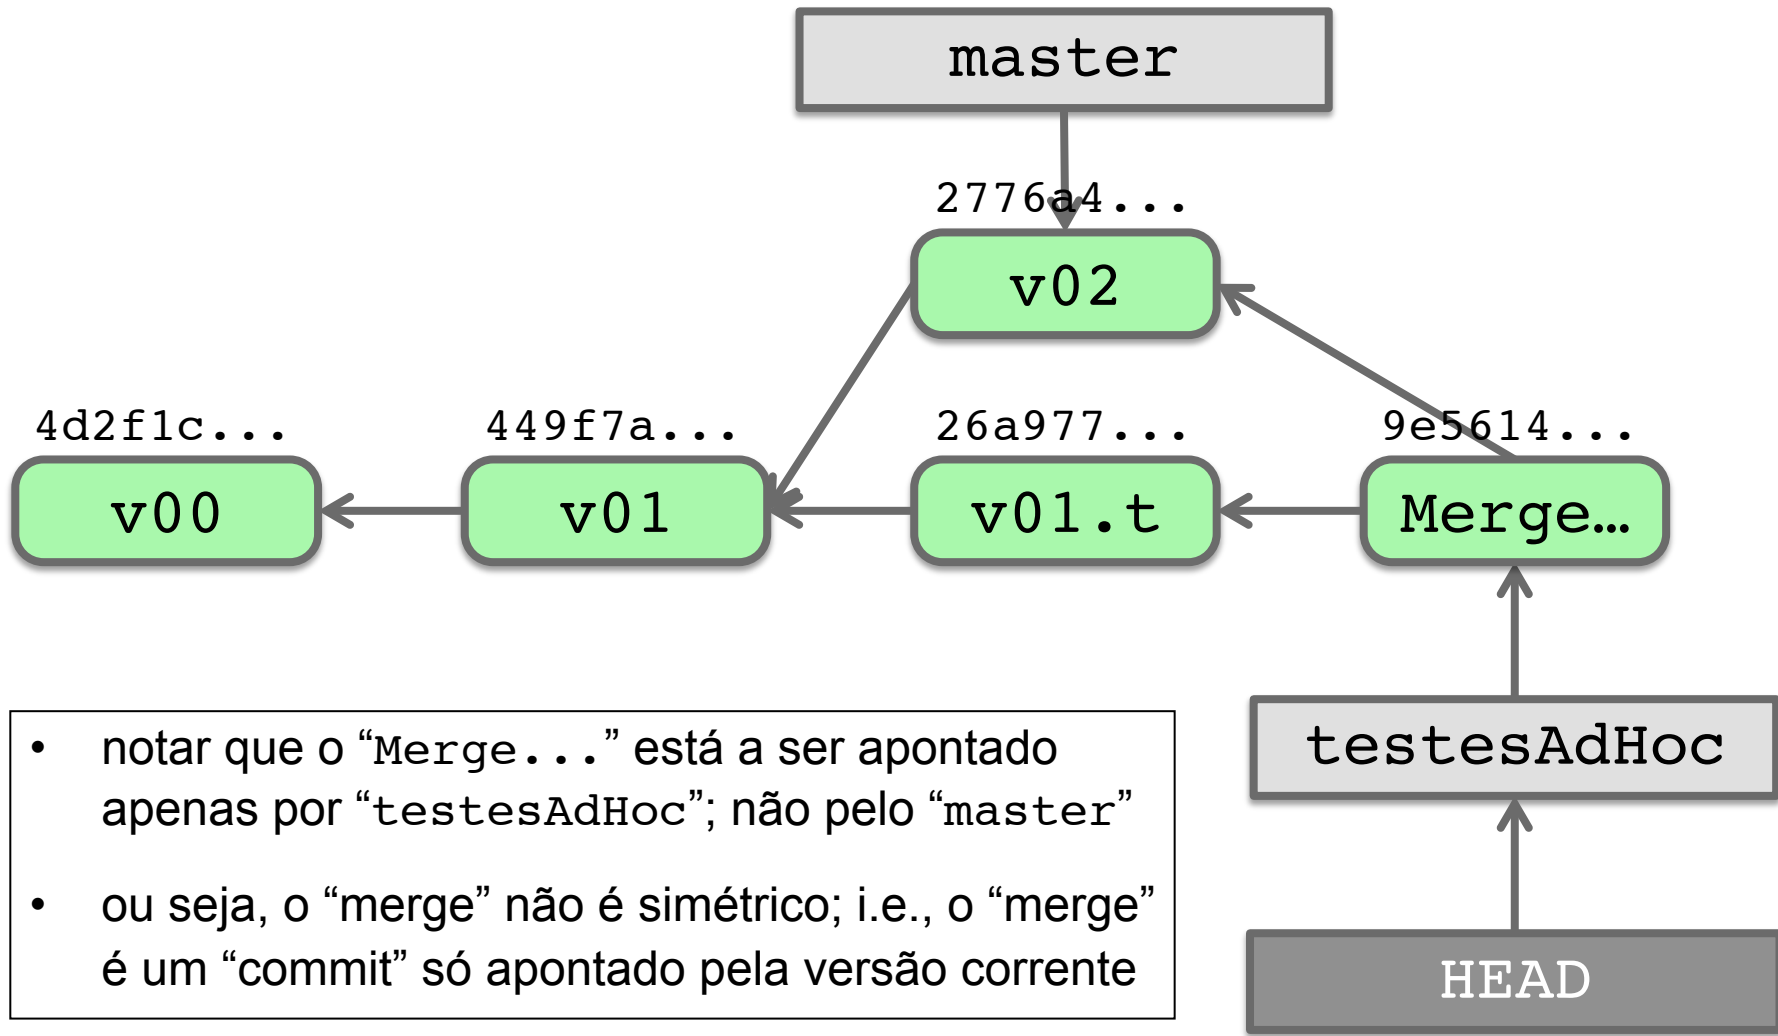 master
2776a4...
v02
4d2f1c...
449f7a...
26a977...
9e5614...
v00
v01
v01.t
Merge…
testesAdHoc
HEAD
• notar que o “Merge...” está a ser apontado
apenas por “testesAdHoc”; não pelo “master”
• ou seja, o “merge” não é simétrico; i.e., o “merge”
é um “commit” só apontado pela versão corrente